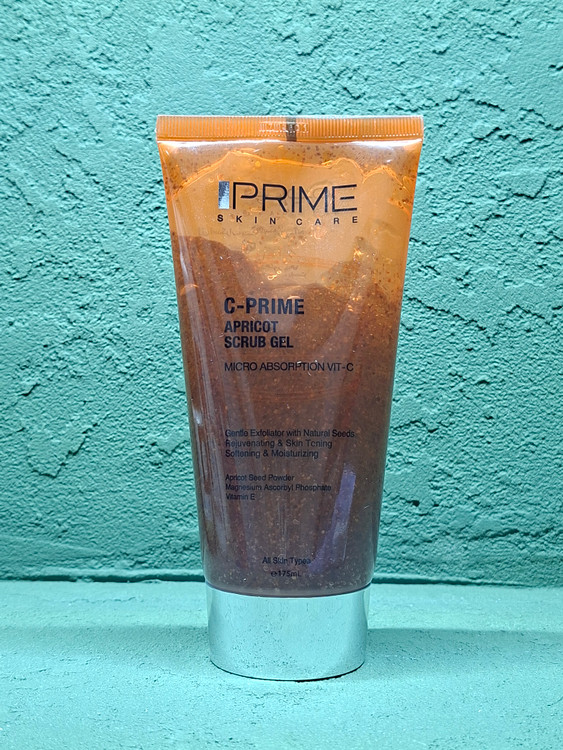 PRIME
SKIN CARE
C-PRIME
APRICOT
SCRUB GEL
MICRO ABSORPTION VIT-C
Gentle Exfoliator with Natural Seeds
Rejuvenating & Skin Toning
Softening & Moisturizing
Apricot Seed Powder
Magnesium Ascorbyl Phosphate
Vitamin E
All Skin Types
e175mL